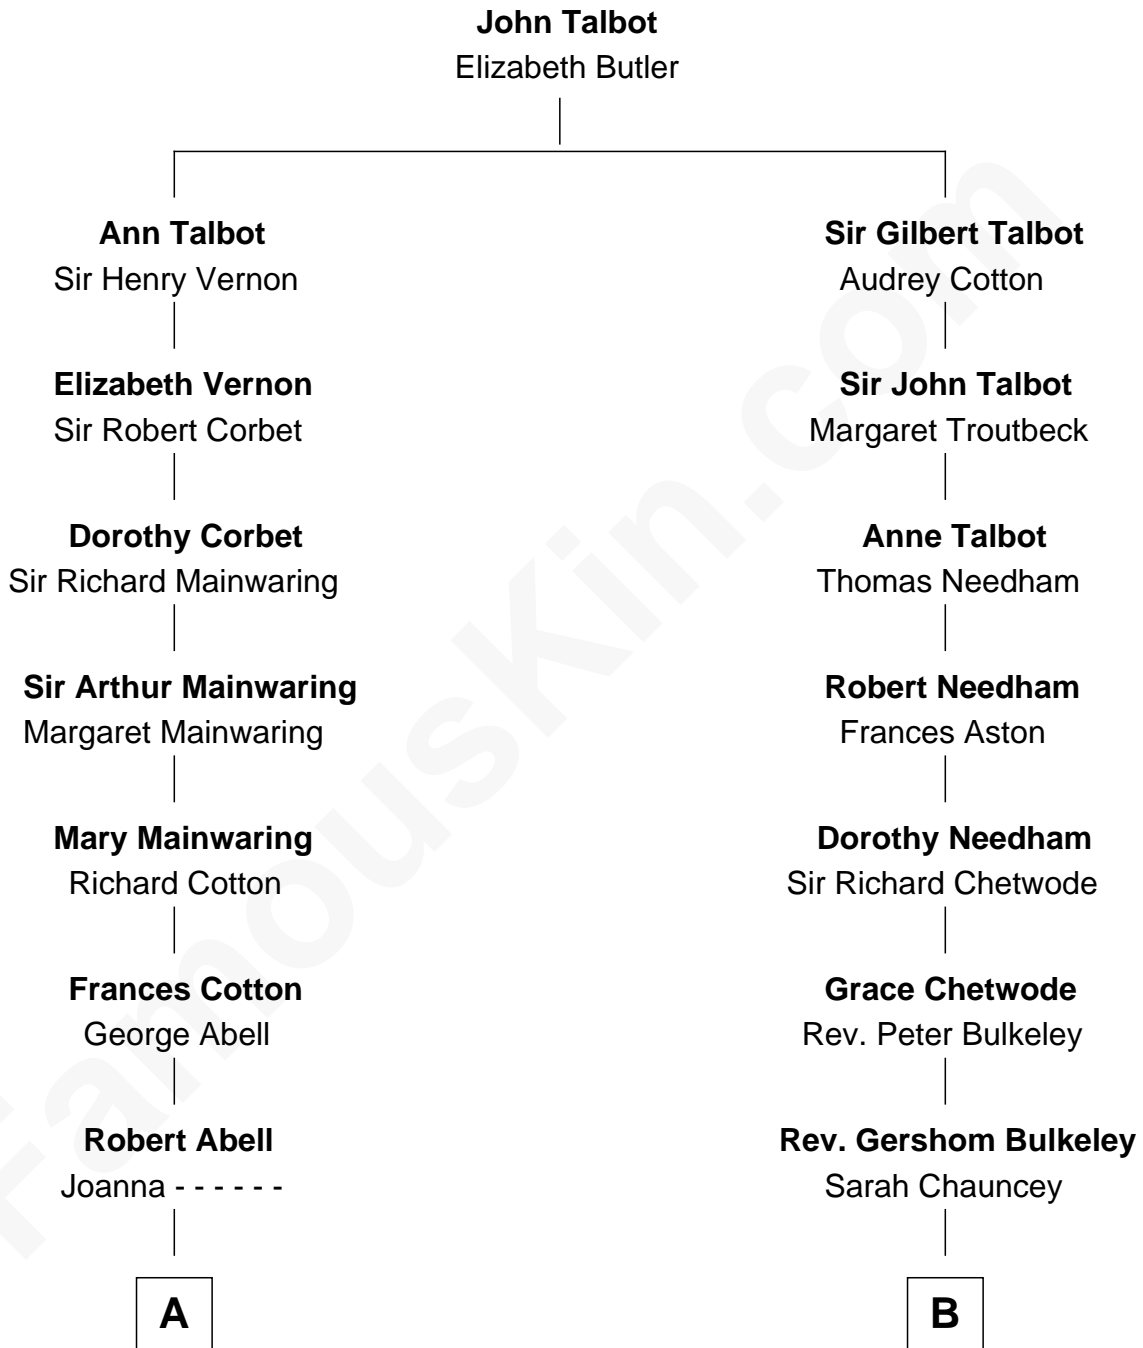 John Talbot
Elizabeth Butler
Ann Talbot
Sir Henry Vernon
Elizabeth Vernon
Sir Robert Corbet
Dorothy Corbet
Sir Richard Mainwaring
Sir Arthur Mainwaring
Margaret Mainwaring
Mary Mainwaring
Richard Cotton
Frances Cotton
George Abell
Robert Abell
Joanna - - - - - -
A
Sir Gilbert Talbot
Audrey Cotton
Sir John Talbot
Margaret Troutbeck
Anne Talbot
Thomas Needham
Robert Needham
Frances Aston
Dorothy Needham
Sir Richard Chetwode
Grace Chetwode
Rev. Peter Bulkeley
Rev. Gershom Bulkeley
Sarah Chauncey
B
FamousKin.com